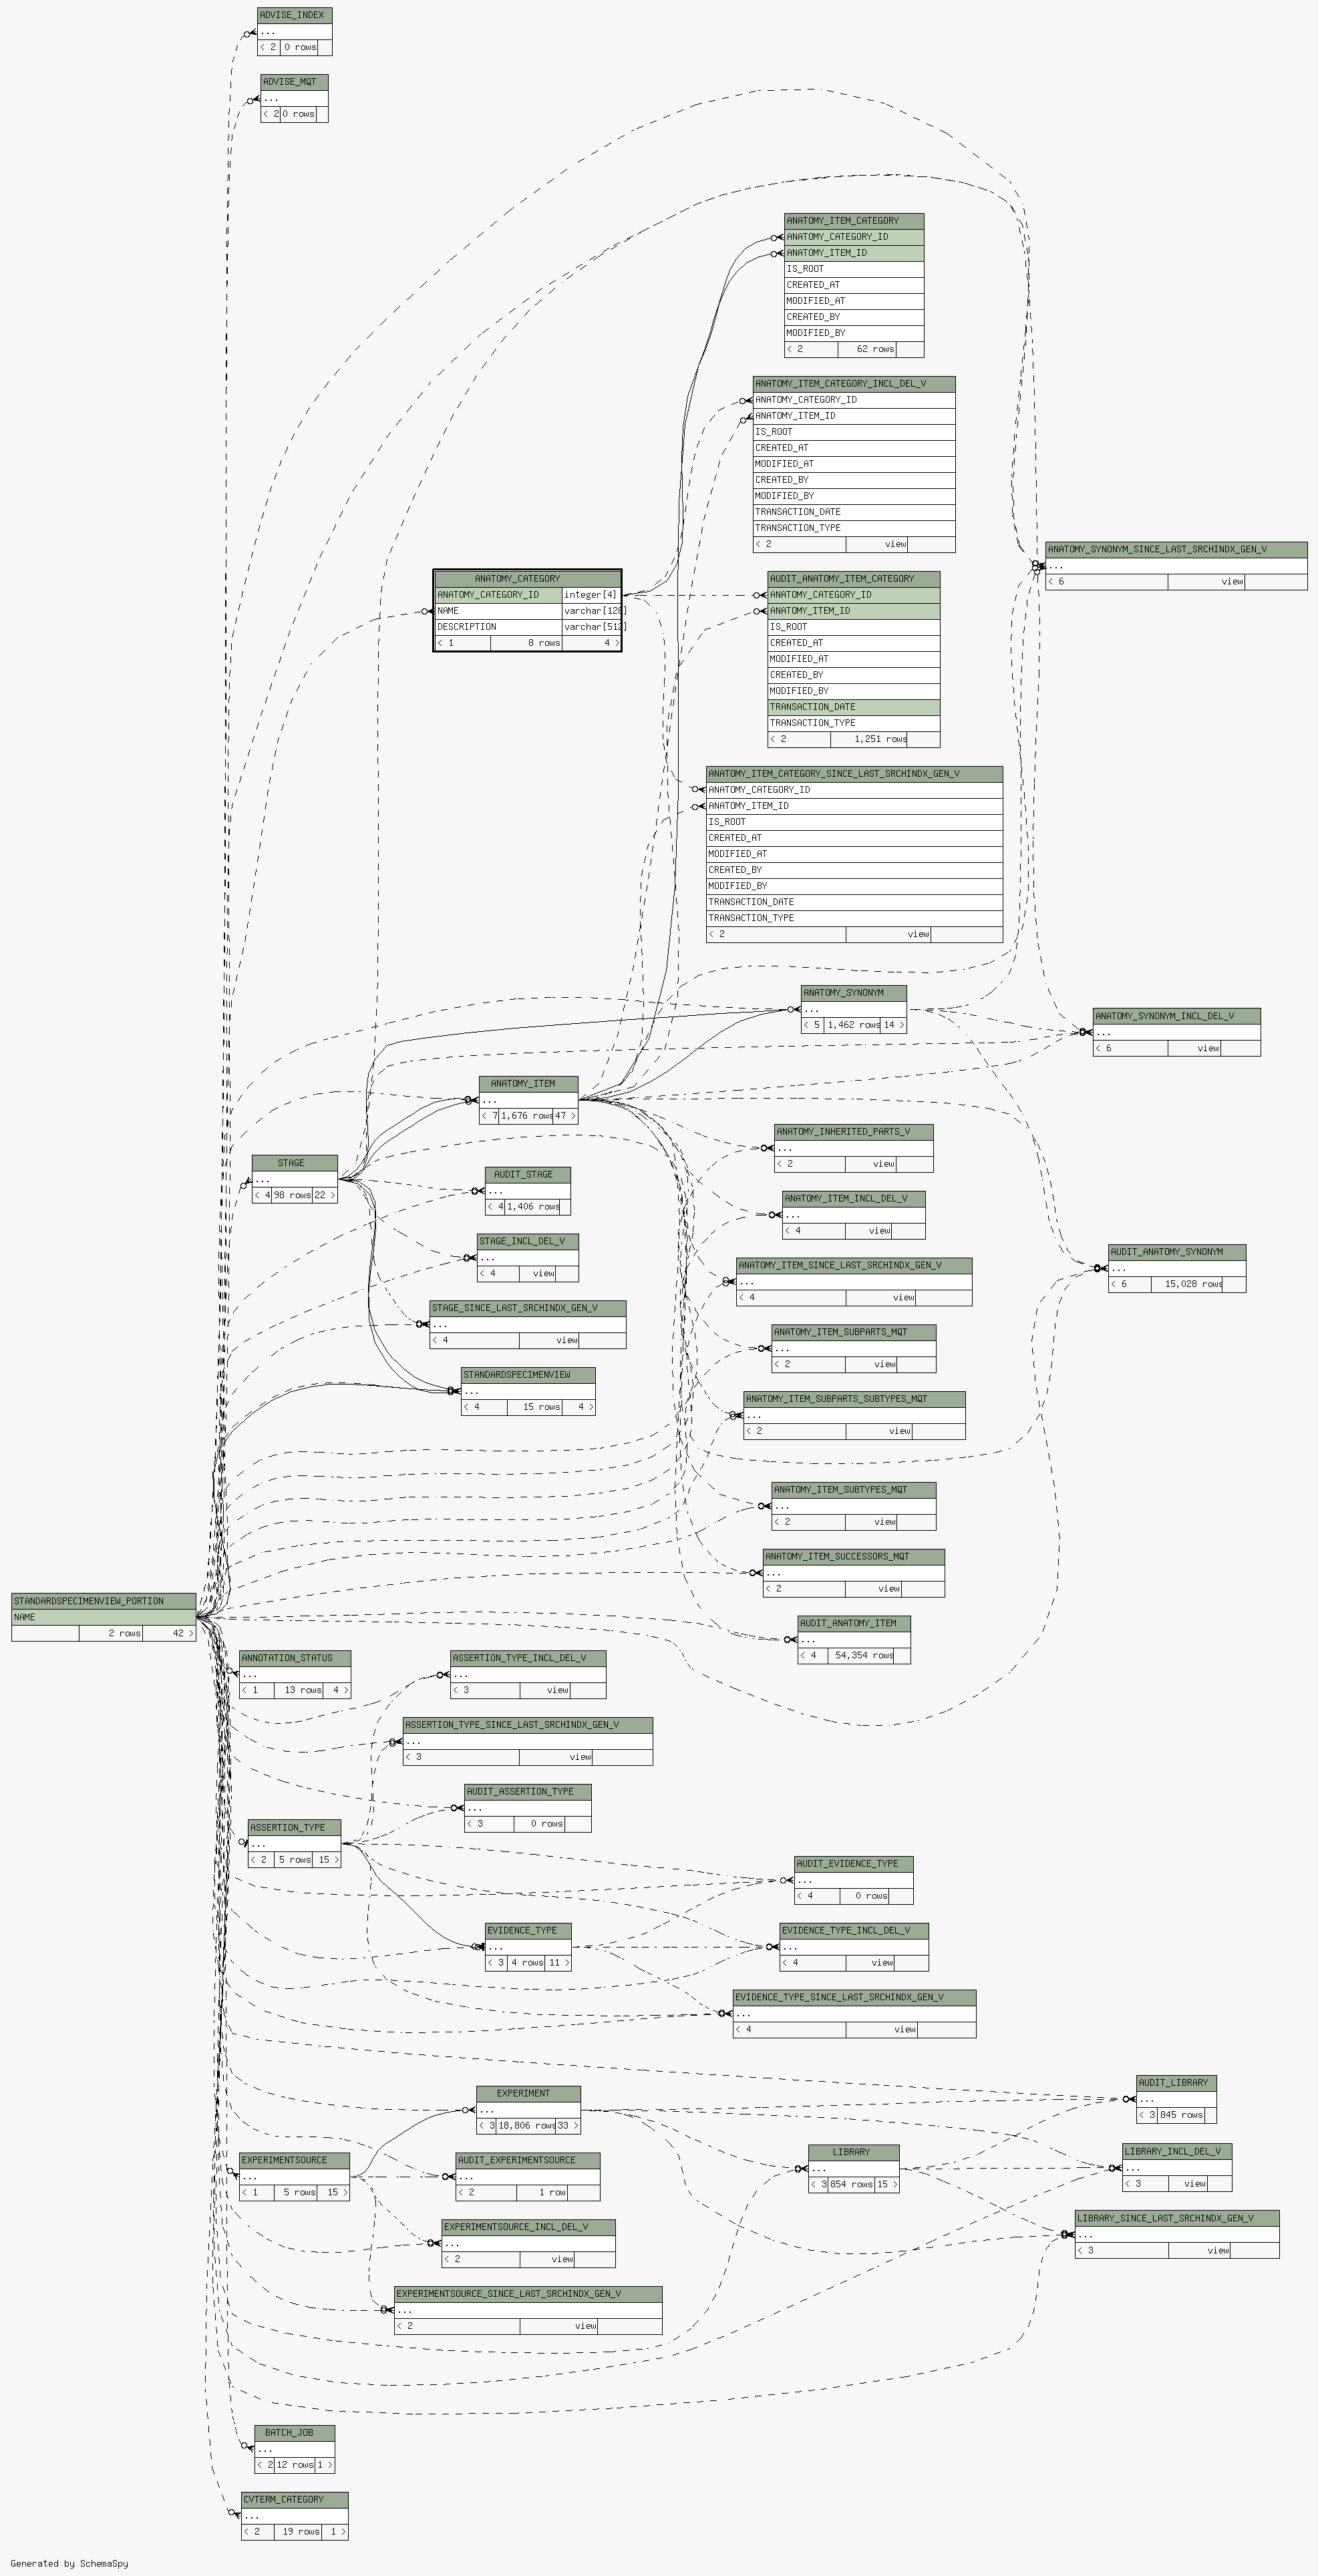 ADVISE_INDEX
...
< 2 0 rows
ADVISE_MQT
...
< 2 0 rows
ANATOMY_ITEM_CATEGORY
ANATOMY_CATEGORY_ID
ANATOMY_ITEM_ID
IS_ROOT
CREATED_AT
MODIFIED_AT
CREATED_BY
MODIFIED_BY
< 2 62 rows
ANATOMY_ITEM_CATEGORY_INCL_DEL_V
ANATOMY_CATEGORY_ID
ANATOMY_ITEM_ID
IS_ROOT
CREATED_AT
MODIFIED_AT
CREATED_BY
MODIFIED_BY
TRANSACTION_DATE
TRANSACTION_TYPE
< 2 view
ANATOMY_SYNONYM_SINCE_LAST_SRCHINDX_GEN_V
...
< 6 view
ANATOMY_CATEGORY
ANATOMY_CATEGORY_ID integer[4]
NAME varchar[128]
DESCRIPTION varchar[512]
< 1 8 rows 4 >
AUDIT_ANATOMY_ITEM_CATEGORY
ANATOMY_CATEGORY_ID
ANATOMY_ITEM_ID
IS_ROOT
CREATED_AT
MODIFIED_AT
CREATED_BY
MODIFIED_BY
TRANSACTION_DATE
TRANSACTION_TYPE
< 2 1,251 rows
ANATOMY_ITEM_CATEGORY_SINCE_LAST_SRCHINDX_GEN_V
ANATOMY_CATEGORY_ID
ANATOMY_ITEM_ID
IS_ROOT
CREATED_AT
MODIFIED_AT
CREATED_BY
MODIFIED_BY
TRANSACTION_DATE
TRANSACTION_TYPE
< 2 view
ANATOMY_SYNONYM
...
< 5 1,462 rows 14 >
ANATOMY_SYNONYM_INCL_DEL_V
...
< 6 view
ANATOMY_ITEM
...
< 7 1,676 rows 47 >
ANATOMY_INHERITED_PARTS_V
...
< 2 view
STAGE
...
< 4 98 rows 22 >
AUDIT_STAGE
...
< 4 1,406 rows
ANATOMY_ITEM_INCL_DEL_V
...
< 4 view
STAGE_INCL_DEL_V
...
< 4 view
AUDIT_ANATOMY_SYNONYM
...
< 6 15,028 rows
ANATOMY_ITEM_SINCE_LAST_SRCHINDX_GEN_V
...
< 4 view
STAGE_SINCE_LAST_SRCHINDX_GEN_V
...
< 4 view
ANATOMY_ITEM_SUBPARTS_MQT
...
< 2 view
STANDARDSPECIMENVIEW
...
< 4 15 rows 4 >
ANATOMY_ITEM_SUBPARTS_SUBTYPES_MQT
...
< 2 view
ANATOMY_ITEM_SUBTYPES_MQT
...
< 2 view
ANATOMY_ITEM_SUCCESSORS_MQT
...
< 2 view
STANDARDSPECIMENVIEW_PORTION
NAME
2 rows 42 >
AUDIT_ANATOMY_ITEM
...
< 4 54,354 rows
ANNOTATION_STATUS
...
< 1 13 rows 4 >
ASSERTION_TYPE_INCL_DEL_V
...
< 3 view
ASSERTION_TYPE_SINCE_LAST_SRCHINDX_GEN_V
...
< 3 view
AUDIT_ASSERTION_TYPE
...
< 3 0 rows
ASSERTION_TYPE
...
< 2 5 rows 15 >
AUDIT_EVIDENCE_TYPE
...
< 4 0 rows
EVIDENCE_TYPE
...
< 3 4 rows 11 >
EVIDENCE_TYPE_INCL_DEL_V
...
< 4 view
EVIDENCE_TYPE_SINCE_LAST_SRCHINDX_GEN_V
...
< 4 view
AUDIT_LIBRARY
...
< 3 845 rows
EXPERIMENT
...
< 3 18,806 rows 33 >
LIBRARY
...
< 3 854 rows 15 >
LIBRARY_INCL_DEL_V
...
< 3 view
EXPERIMENTSOURCE
...
< 1 5 rows 15 >
AUDIT_EXPERIMENTSOURCE
...
< 2 1 row
LIBRARY_SINCE_LAST_SRCHINDX_GEN_V
...
< 3 view
EXPERIMENTSOURCE_INCL_DEL_V
...
< 2 view
EXPERIMENTSOURCE_SINCE_LAST_SRCHINDX_GEN_V
...
< 2 view
BATCH_JOB
...
< 2 12 rows 1 >
CVTERM_CATEGORY
...
< 2 19 rows 1 >
Generated by SchemaSpy